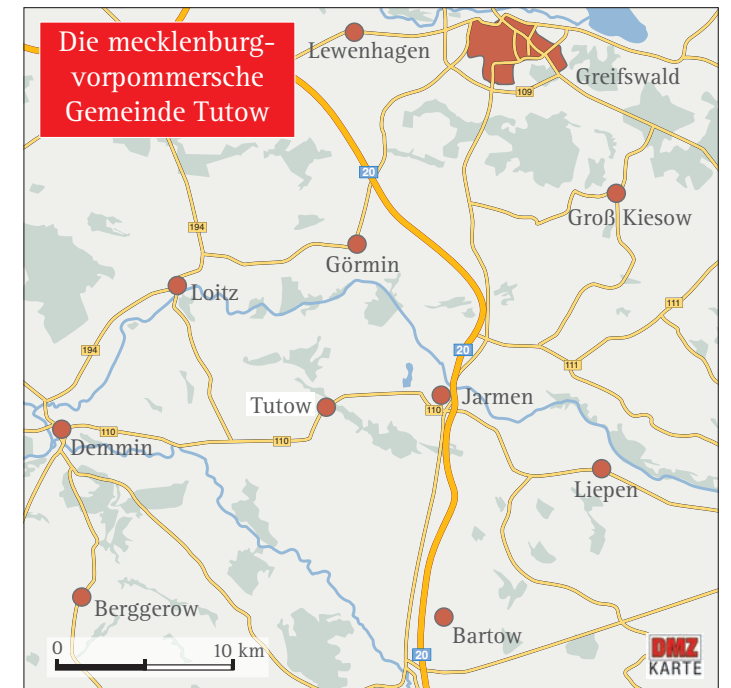 Die mecklenburg-
vorpommersche
Gemeinde Tutow
Lewenhagen
Greifswald
109
20
Groß Kiesow
194
Görmin
Loitz
111
20
194
111
Tutow
Jarmen
110
110
110
Demmin
Liepen
Berggerow
Bartow
0 10 km
20
DMZ
KARTE